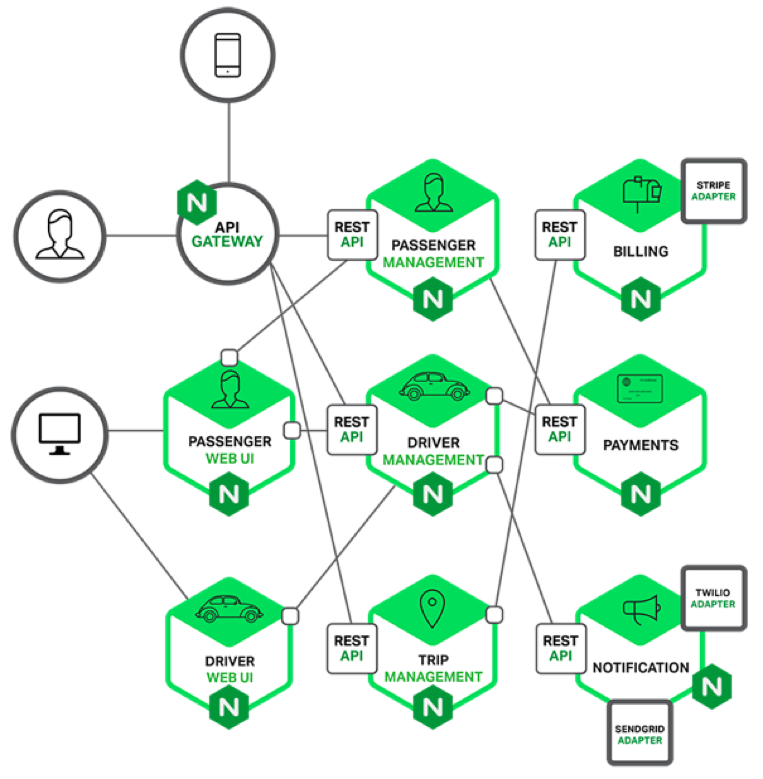 N
API
GATEWAY
REST
API
PASSENGER
MANAGEMENT
N
REST
API
BILLING
STRIPE
ADAPTER
N
PASSENGER
WEB UI
N
REST
API
DRIVER
MANAGEMENT
N
REST
API
PAYMENTS
N
DRIVER
WEB UI
N
REST
API
TRIP
MANAGEMENT
N
REST
API
NOTIFICATION
TWILIO
ADAPTER
N
SENDGRID
ADAPTER